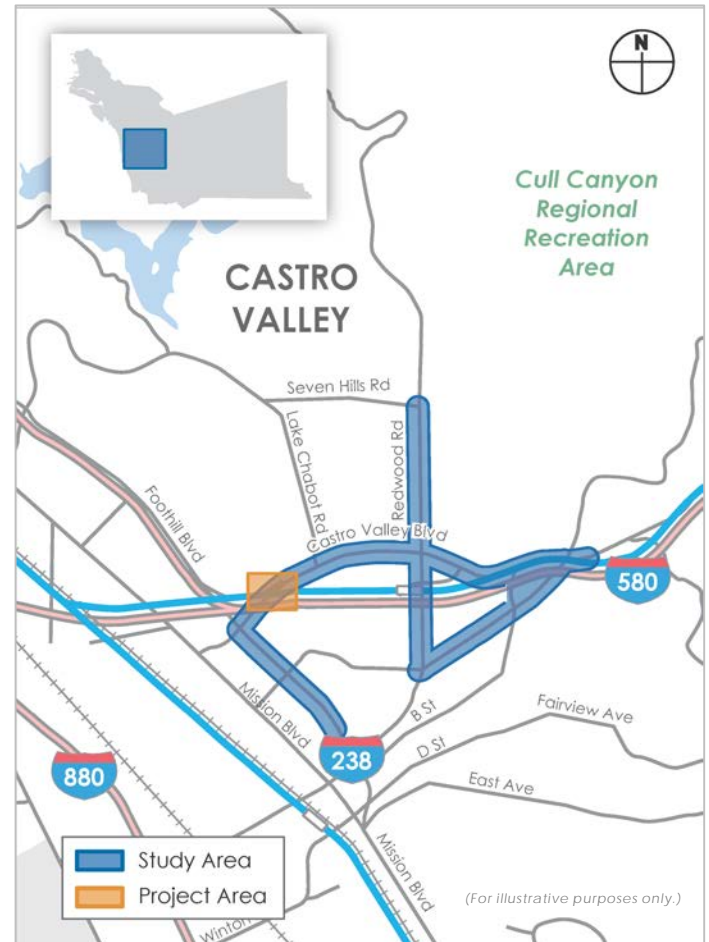 N
Cull Canyon
Regional
Recreation
Area
CASTRO
VALLEY
Seven Hills Rd
Lake Chabot Rd
Redwood Rd
Foothill Blvd
Castro Valley Blvd
580
Mission Blvd
B St
Fairview Ave
238
D St
880
East Ave
Mission Blvd
Study Area
Project Area
(For illustrative purposes only.)
Winton